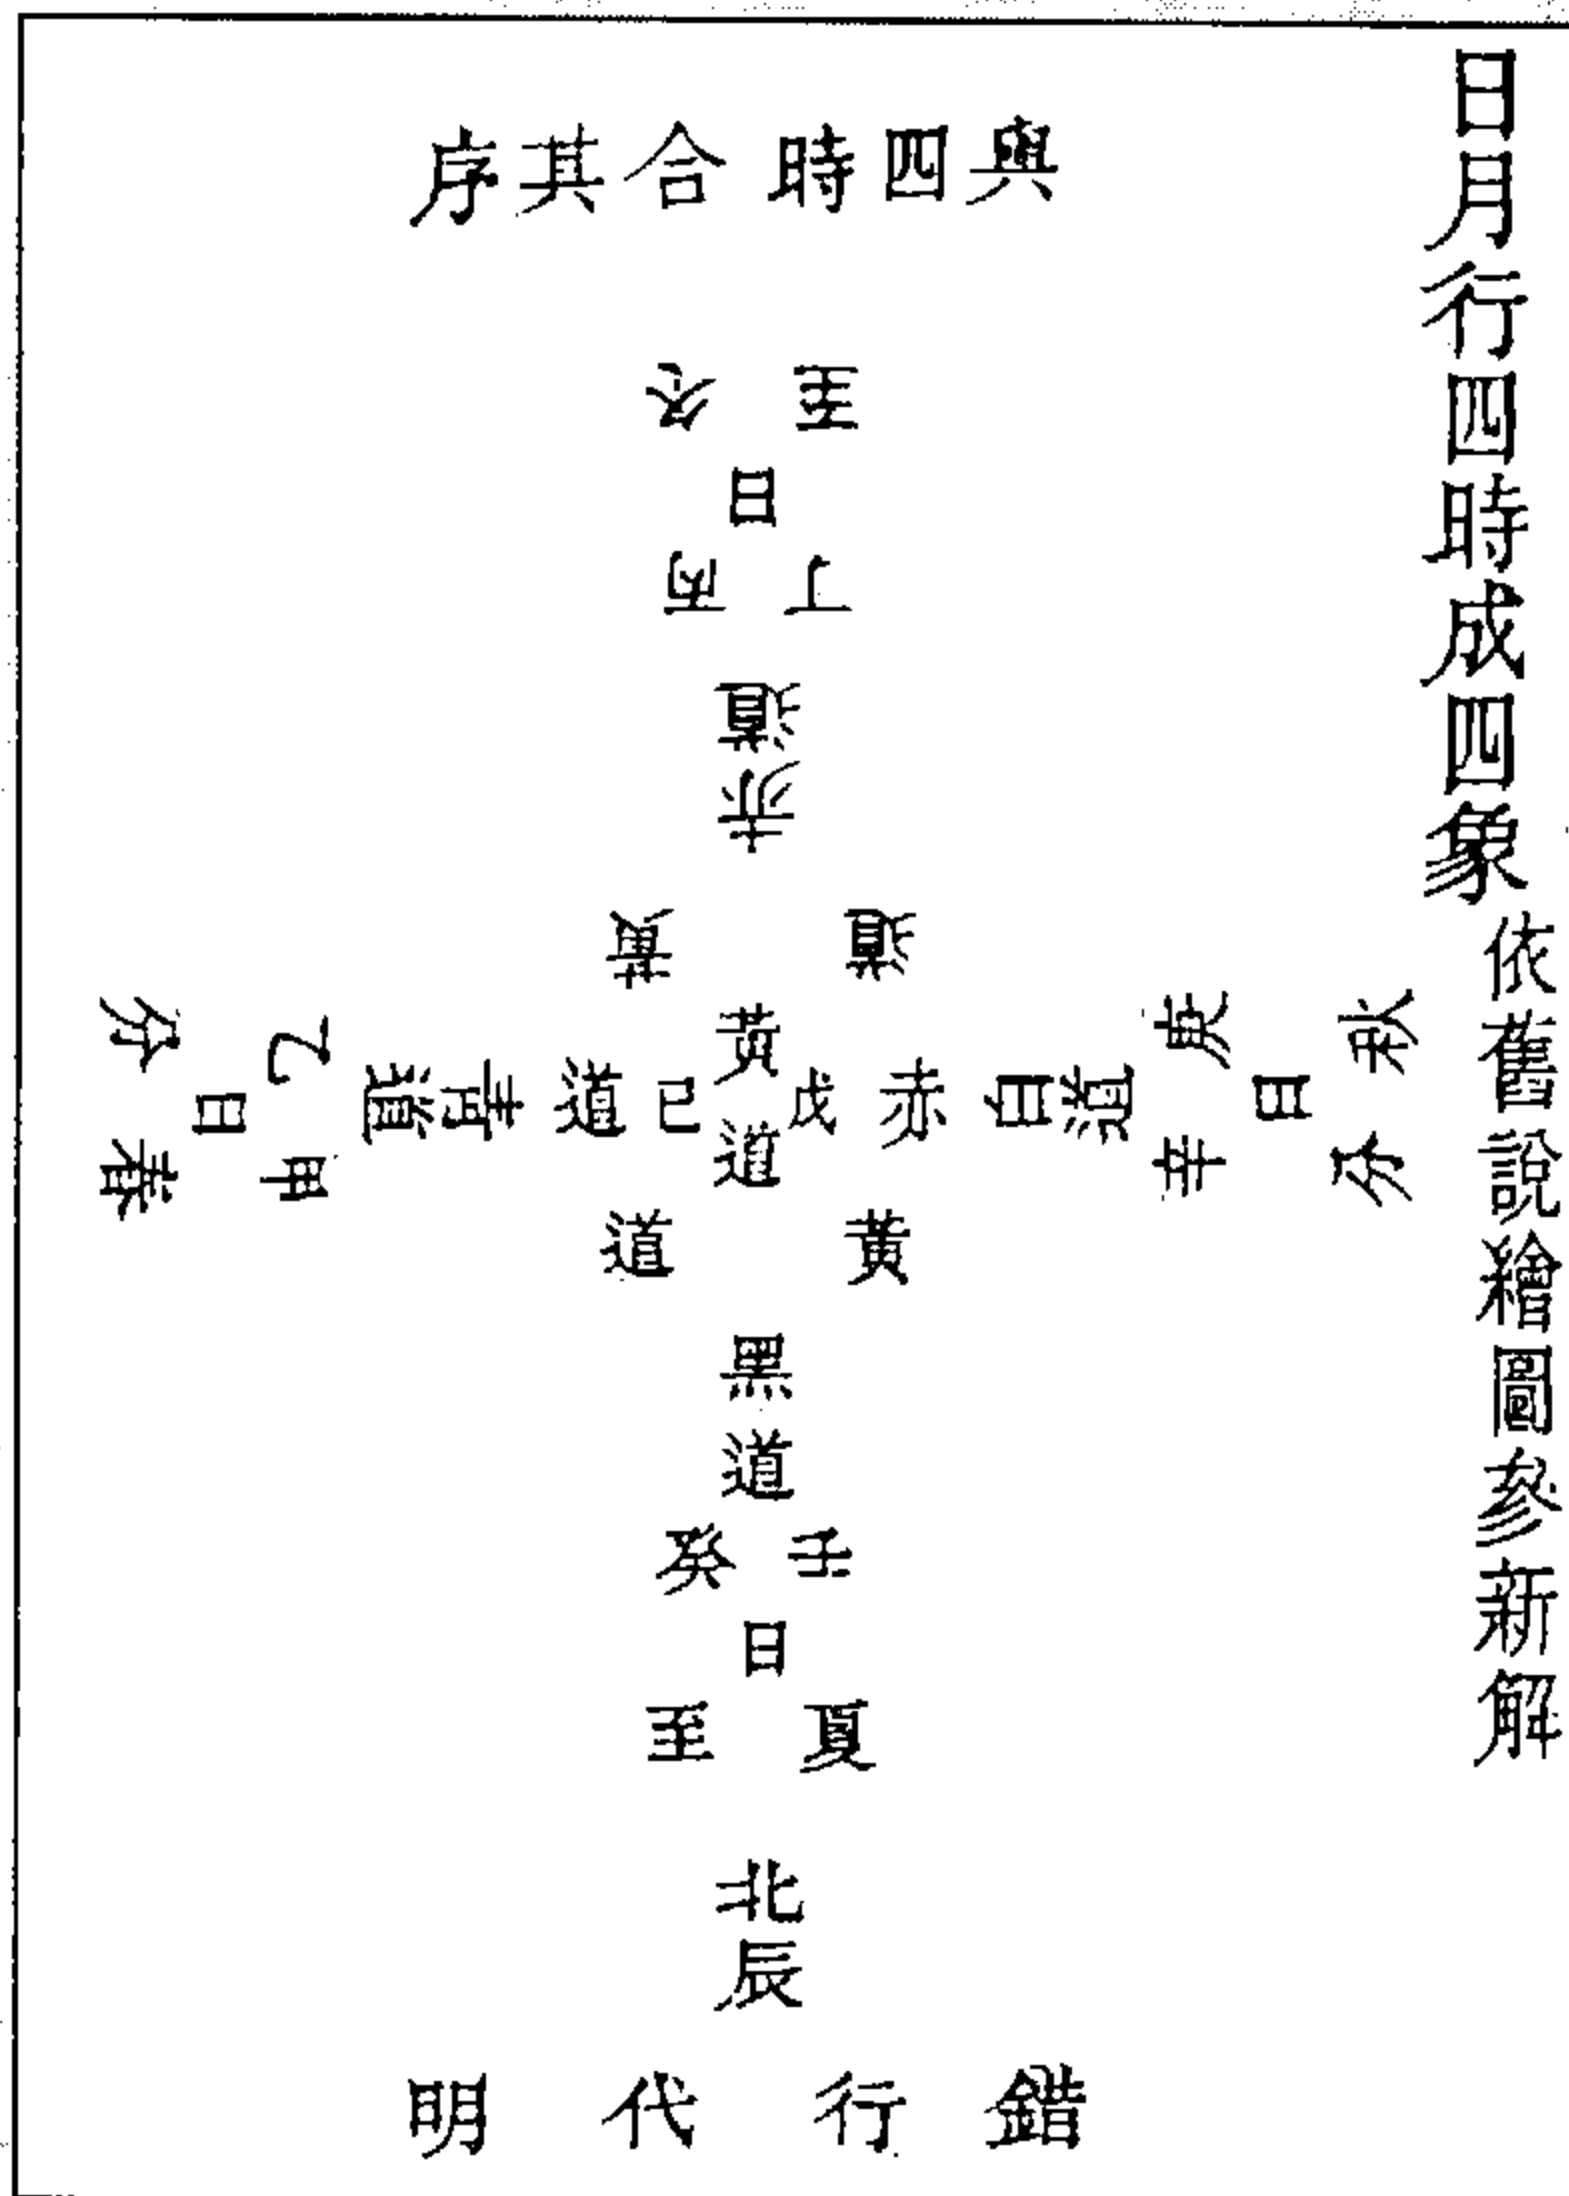 日月行四時成四象依舊說繪圖參新解
與四時合其序
冬至
日
丙丁
赤道
黃道
秋分
日
庚辛
白道
赤道
黃道
戊己
青道
甲乙
日
春分
黃道
黑道
壬癸
日
夏至
北辰
錯行代明